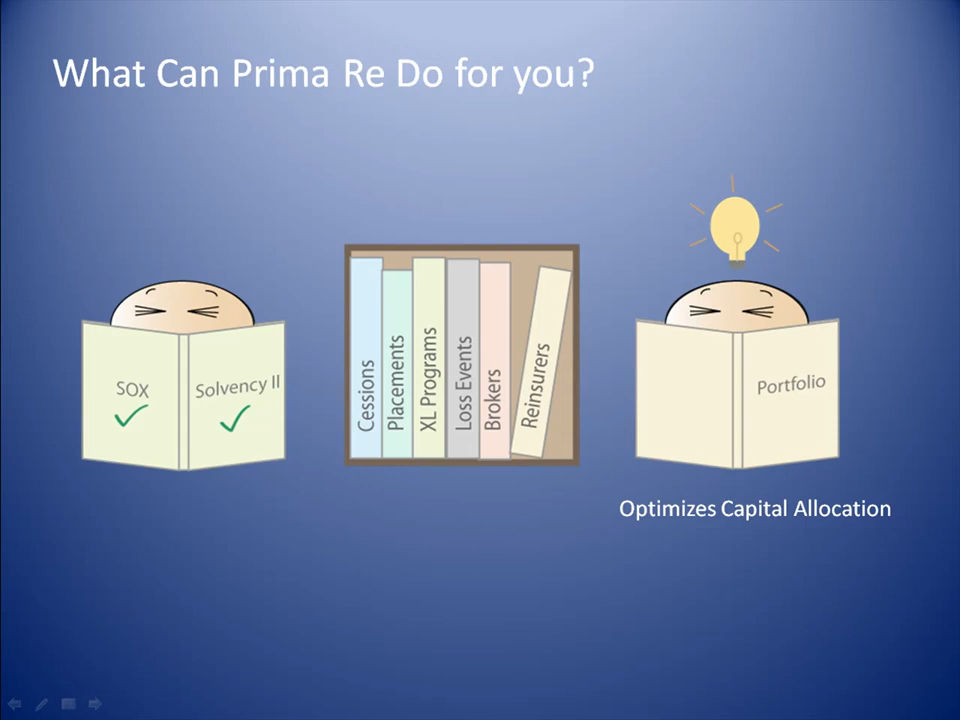 What Can Prima Re Do for you?
SOX
Solvency II
Cessions
Placements
XL Programs
Loss Events
Brokers
Reinsurers
Portfolio
Optimizes Capital Allocation